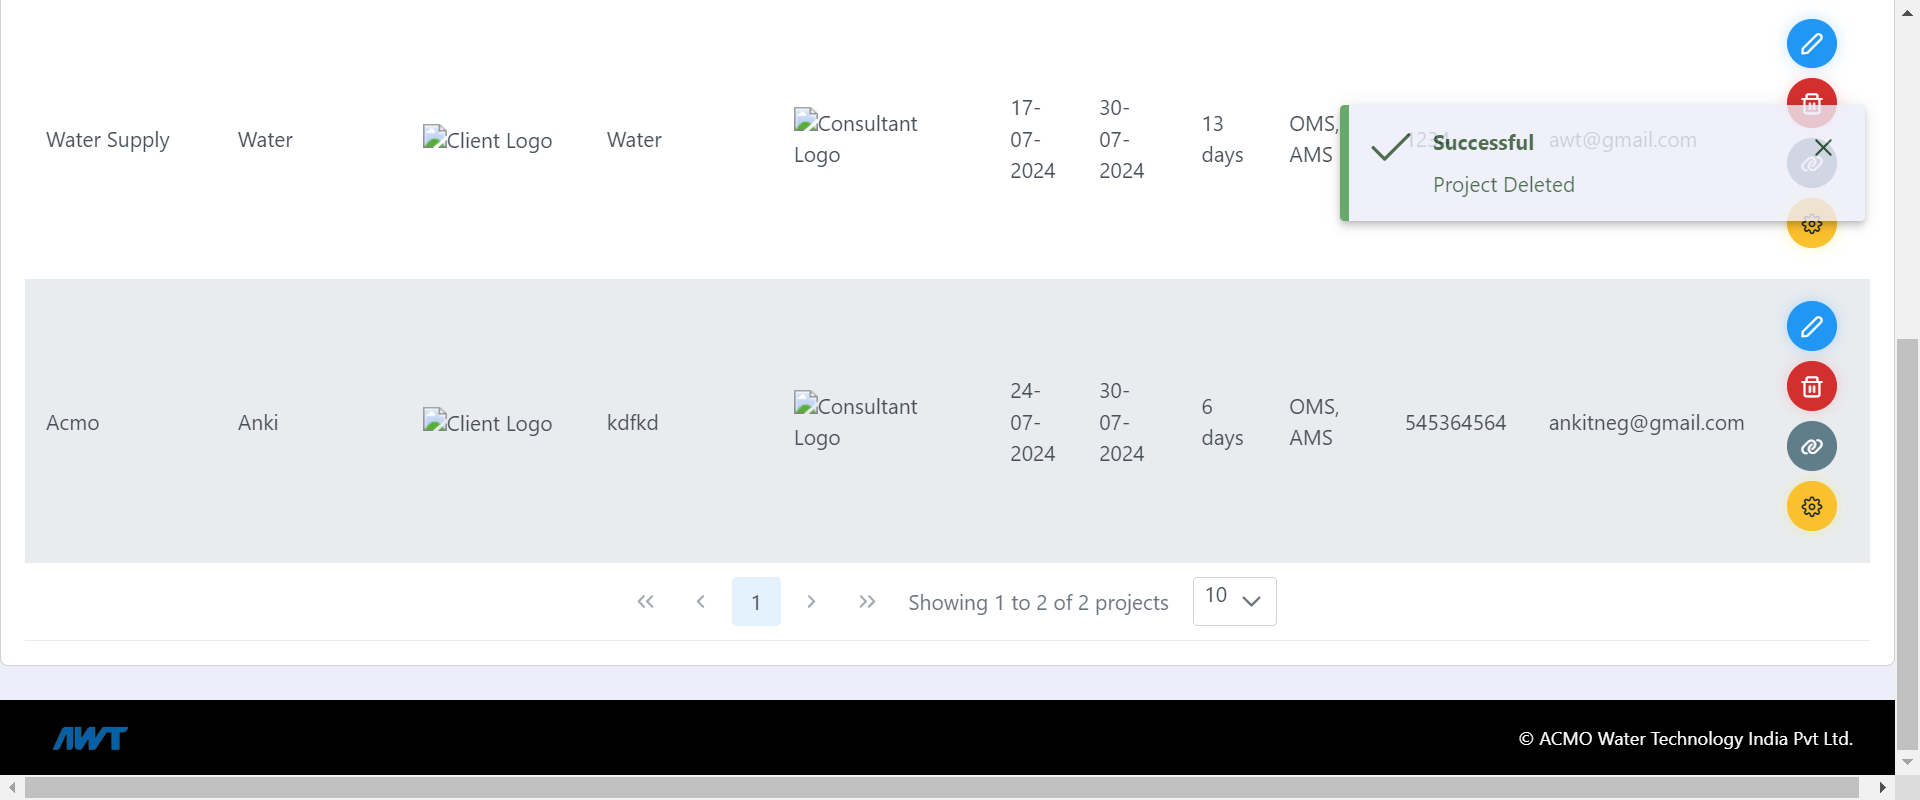 Water Supply
Water
Client Logo
Water
Consultant
Logo
17-
07-
2024
30-
07-
2024
13
days
OMS,
AMS
1234
awt@gmail.com
Successful
Project Deleted
Acmo
Anki
Client Logo
kdfkd
Consultant
Logo
24-
07-
2024
30-
07-
2024
6
days
OMS,
AMS
545364564
ankitneg@gmail.com
1
Showing 1 to 2 of 2 projects
10
AWT
© ACMO Water Technology India Pvt Ltd.